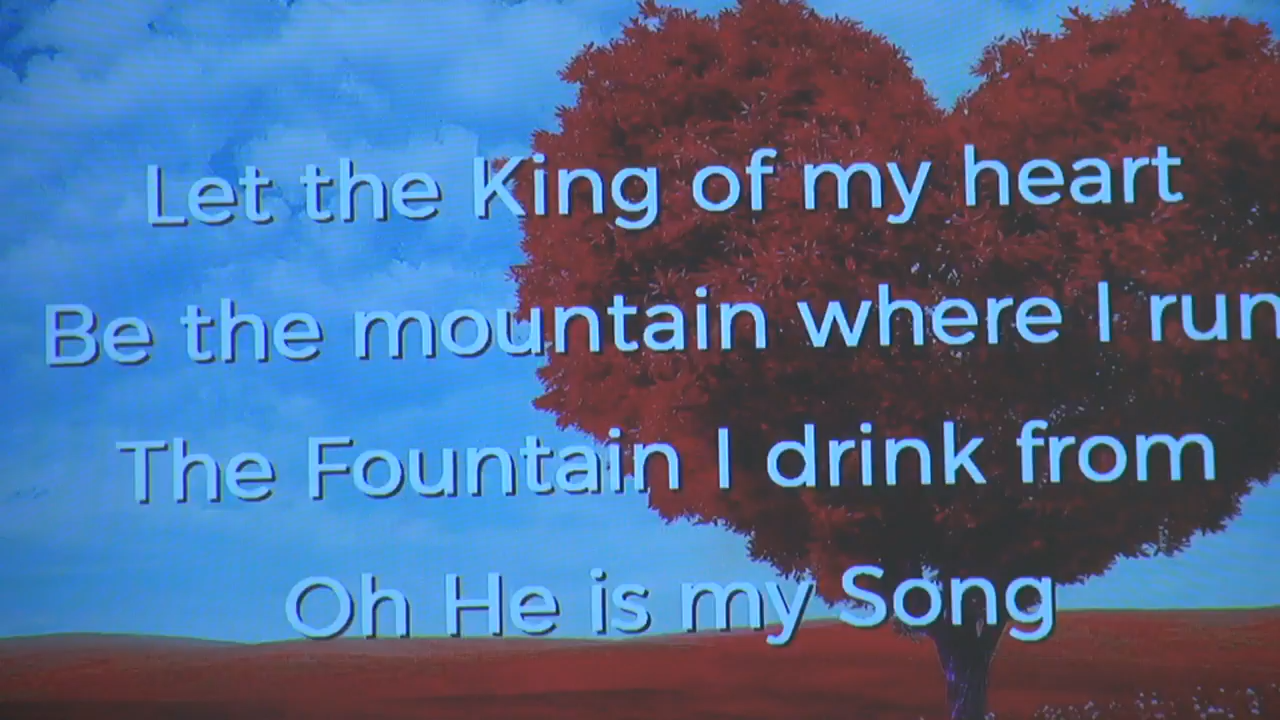 Let the King of my heart
Be the mountain where I run
The Fountain I drink from
Oh He is my Song